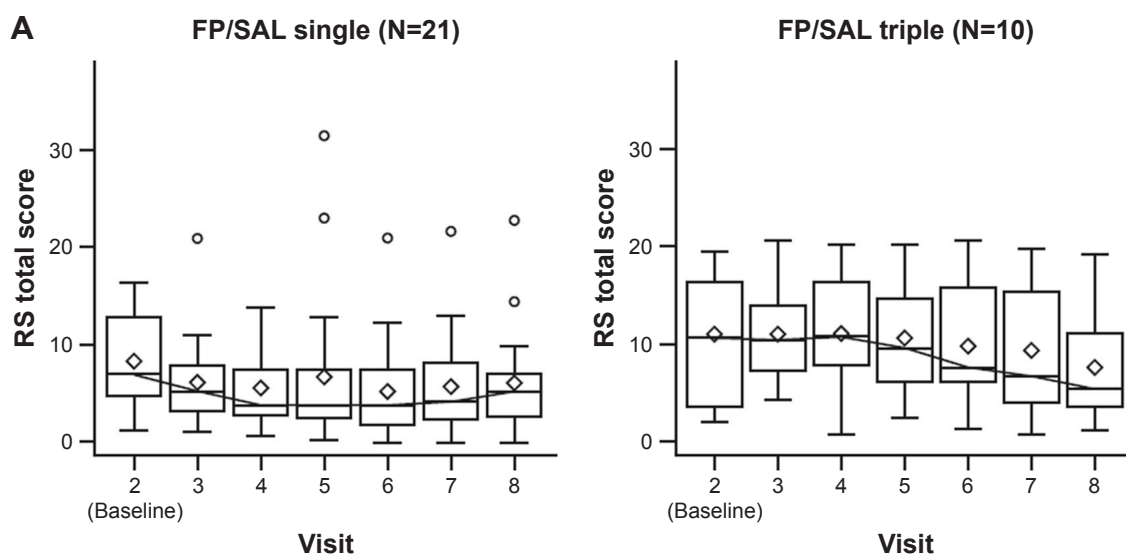 A
FP/SAL single (N=21)
RS total score
30
20
10
0
2 3 4 5 6 7 8
(Baseline)
Visit
FP/SAL triple (N=10)
RS total score
30
20
10
0
2 3 4 5 6 7 8
(Baseline)
Visit